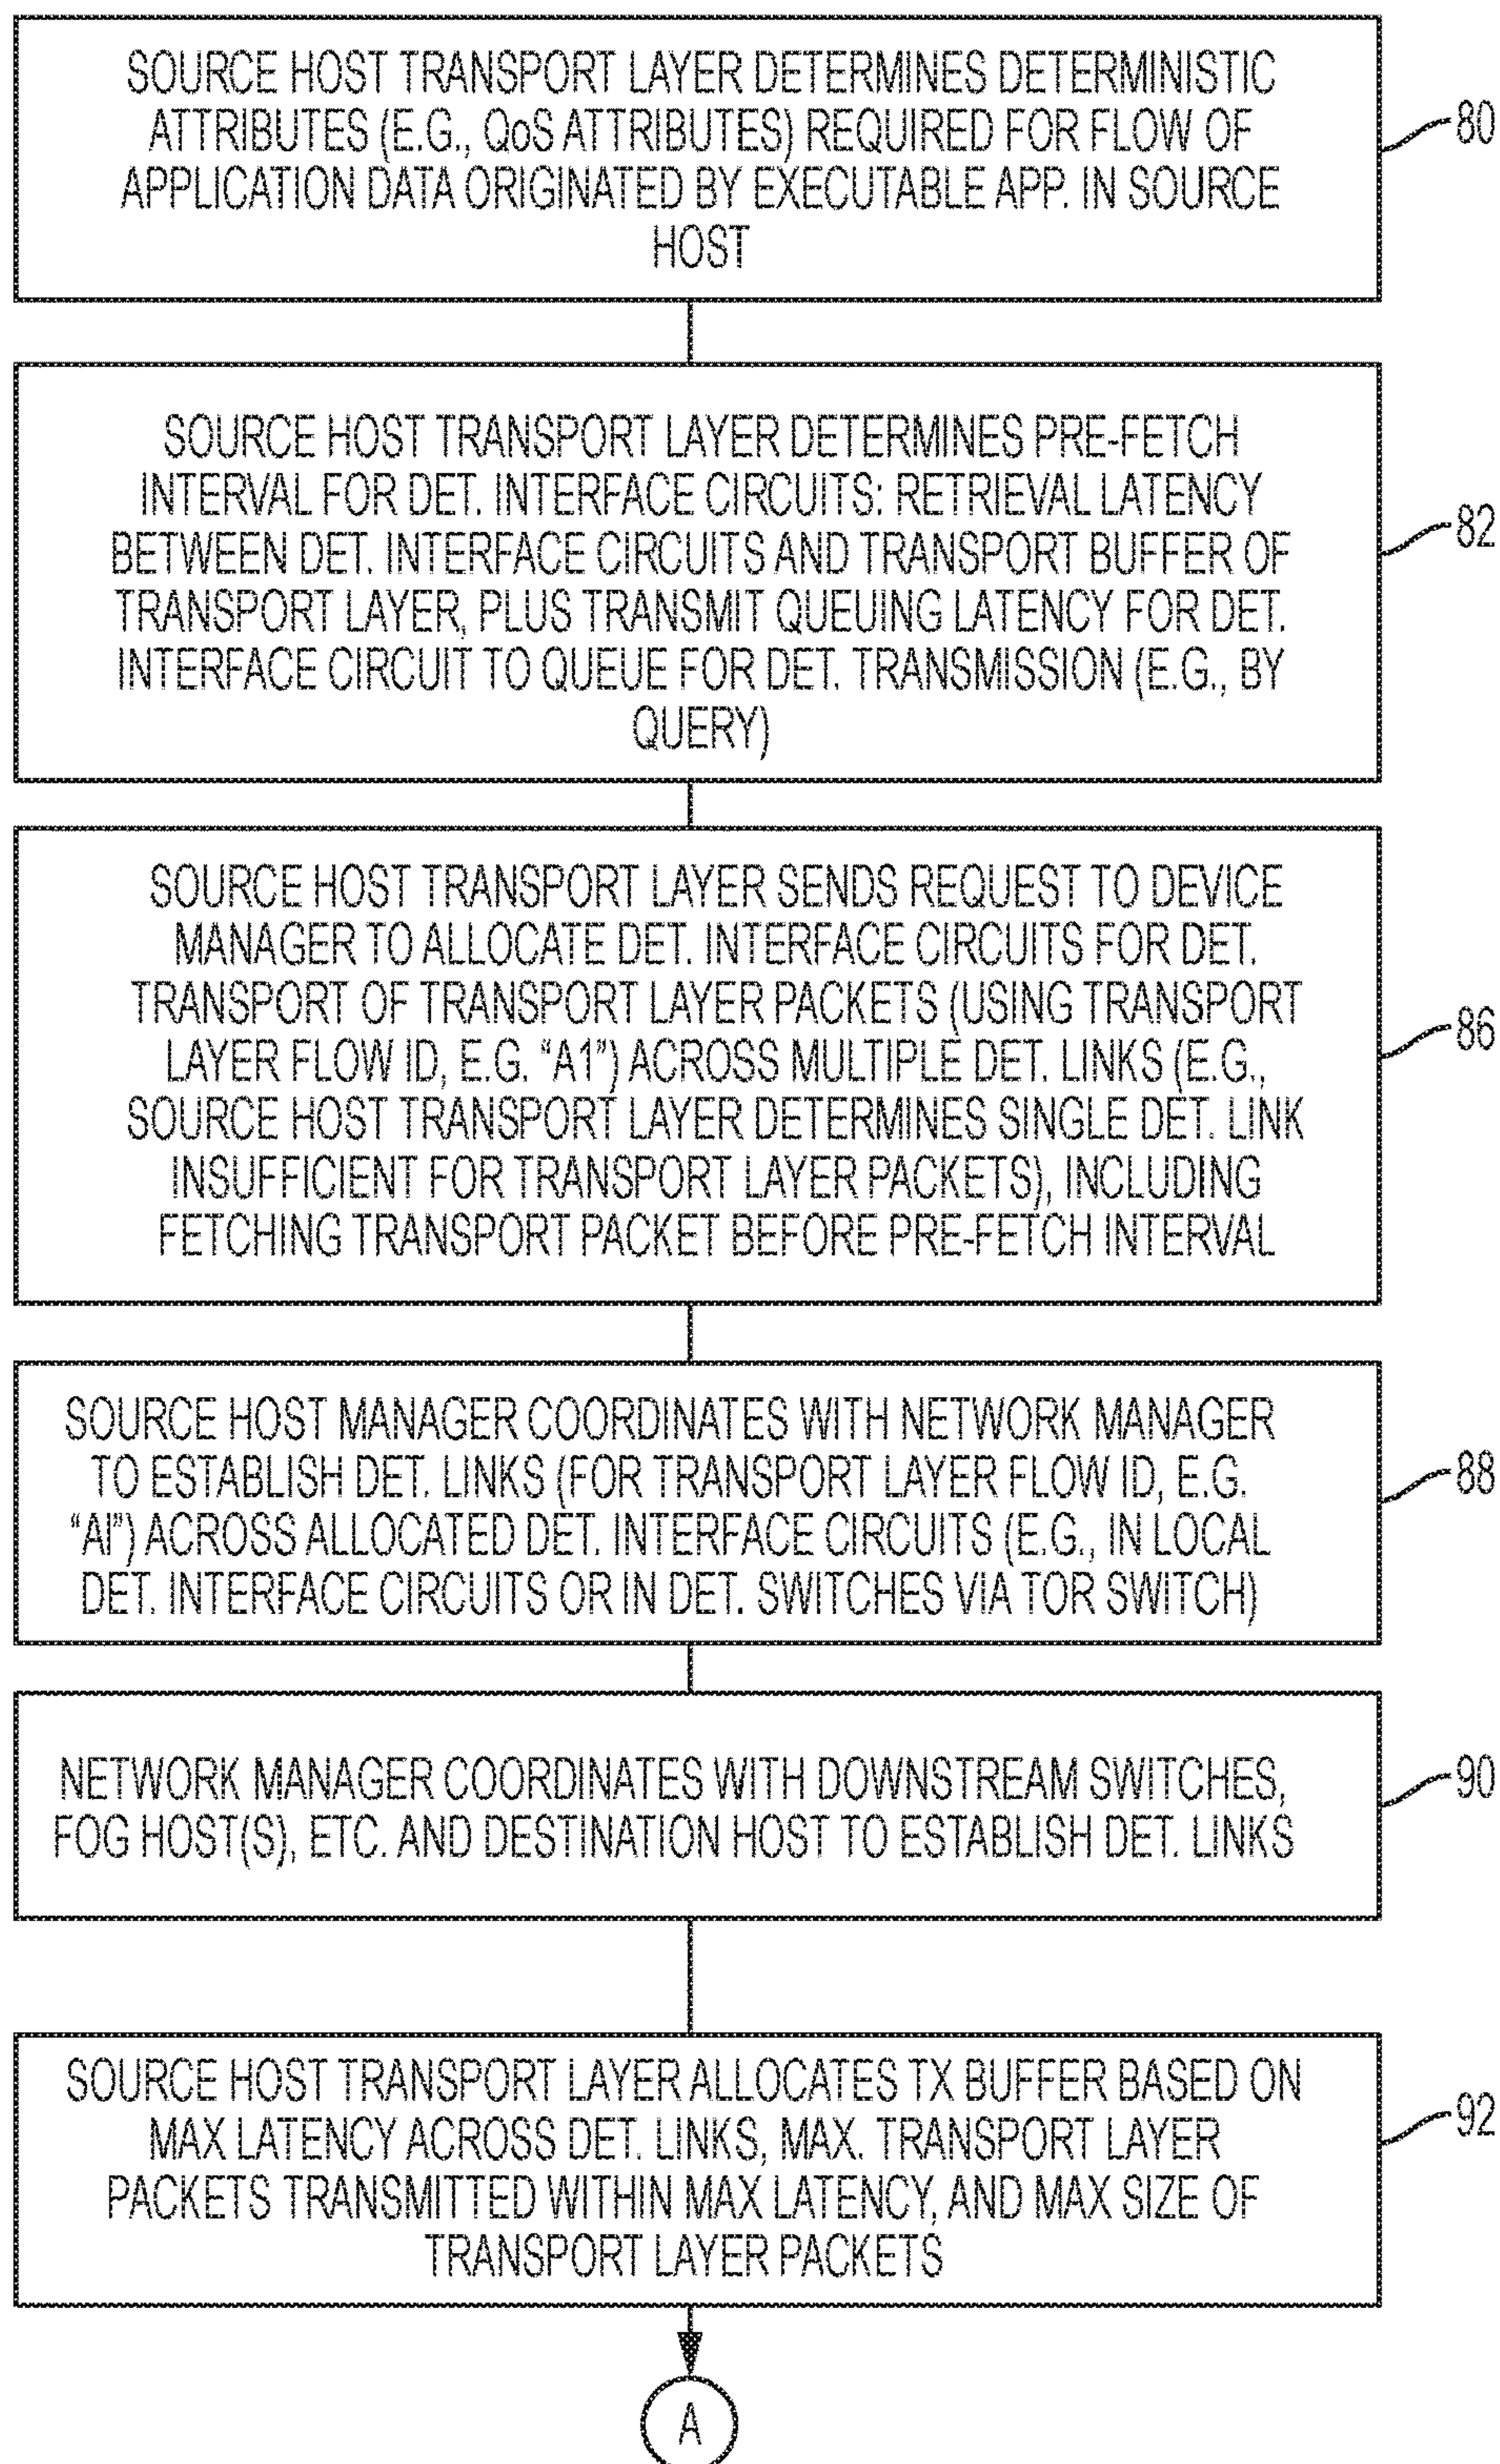 SOURCE HOST TRANSPORT LAYER DETERMINES DETERMINISTIC
ATTRIBUTES (E.G., QoS ATTRIBUTES) REQUIRED FOR FLOW OF
APPLICATION DATA ORIGINATED BY EXECUTABLE APP. IN SOURCE
HOST
80
SOURCE HOST TRANSPORT LAYER DETERMINES PRE-FETCH
INTERVAL FOR DET. INTERFACE CIRCUITS: RETRIEVAL LATENCY
BETWEEN DET. INTERFACE CIRCUITS AND TRANSPORT BUFFER OF
TRANSPORT LAYER, PLUS TRANSMIT QUEUING LATENCY FOR DET.
INTERFACE CIRCUIT TO QUEUE FOR DET. TRANSMISSION (E.G., BY
QUERY)
82
SOURCE HOST TRANSPORT LAYER SENDS REQUEST TO DEVICE
MANAGER TO ALLOCATE DET. INTERFACE CIRCUITS FOR DET.
TRANSPORT OF TRANSPORT LAYER PACKETS (USING TRANSPORT
LAYER FLOW ID, E.G. “A1”) ACROSS MULTIPLE DET. LINKS (E.G.,
SOURCE HOST TRANSPORT LAYER DETERMINES SINGLE DET. LINK
INSUFFICIENT FOR TRANSPORT LAYER PACKETS), INCLUDING
FETCHING TRANSPORT PACKET BEFORE PRE-FETCH INTERVAL
86
SOURCE HOST MANAGER COORDINATES WITH NETWORK MANAGER
TO ESTABLISH DET. LINKS (FOR TRANSPORT LAYER FLOW ID, E.G.
“AI”) ACROSS ALLOCATED DET. INTERFACE CIRCUITS (E.G., IN LOCAL
DET. INTERFACE CIRCUITS OR IN DET. SWITCHES VIA TOR SWITCH)
88
NETWORK MANAGER COORDINATES WITH DOWNSTREAM SWITCHES,
FOG HOST(S), ETC. AND DESTINATION HOST TO ESTABLISH DET. LINKS
90
SOURCE HOST TRANSPORT LAYER ALLOCATES TX BUFFER BASED ON
MAX LATENCY ACROSS DET. LINKS, MAX. TRANSPORT LAYER
PACKETS TRANSMITTED WITHIN MAX LATENCY, AND MAX SIZE OF
TRANSPORT LAYER PACKETS
92
A